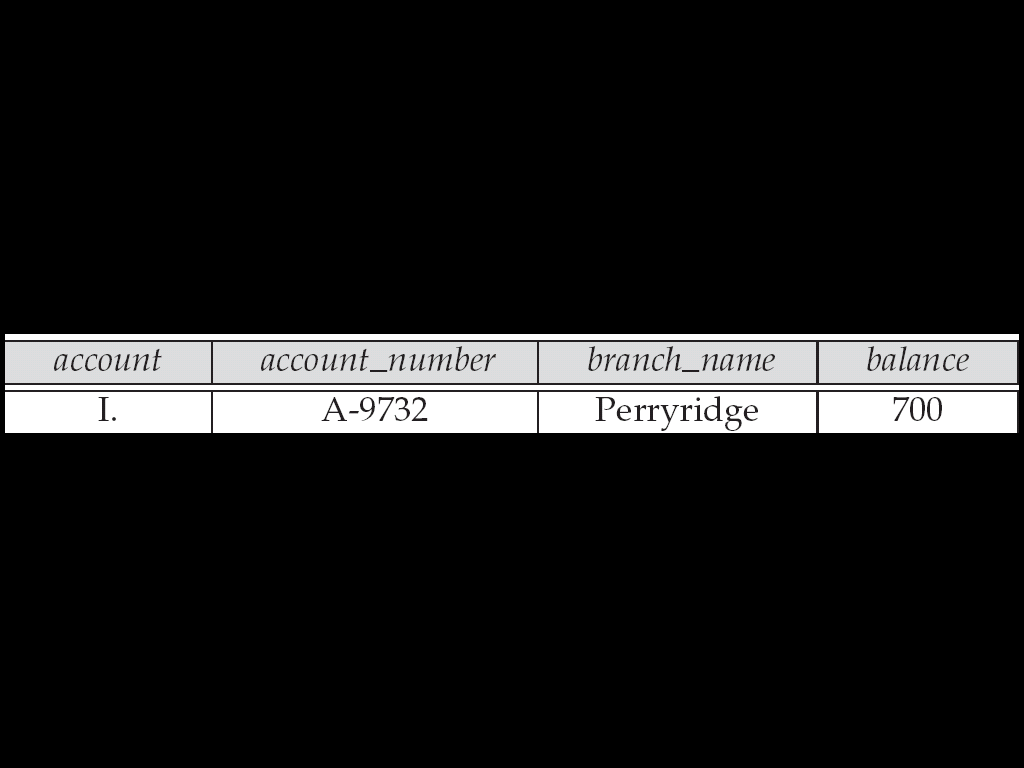 account account_number branch_name balance
I. A-9732 Perryridge 700